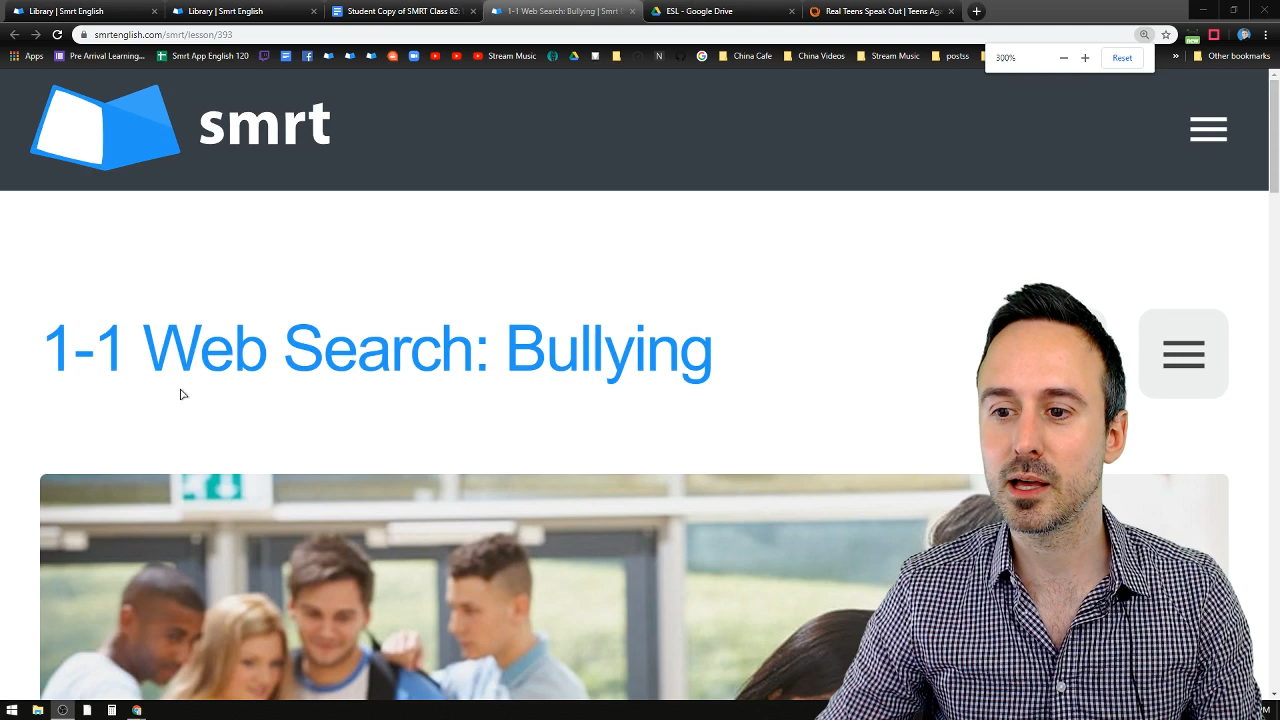 Library | Smrt English
Library | Smrt English
Student Copy of SMRT Class 82:
1-1 Web Search: Bullying | Smrt E
ESL - Google Drive
Real Teens Speak Out | Teens Ag
smrtenglish.com/smrt/lesson/393
Apps
Pre Arrival Learning...
Smrt App English 120
Stream Music
China Cafe
China Videos
Stream Music
postss
Other bookmarks
300%
Reset
smrt
1-1 Web Search: Bullying